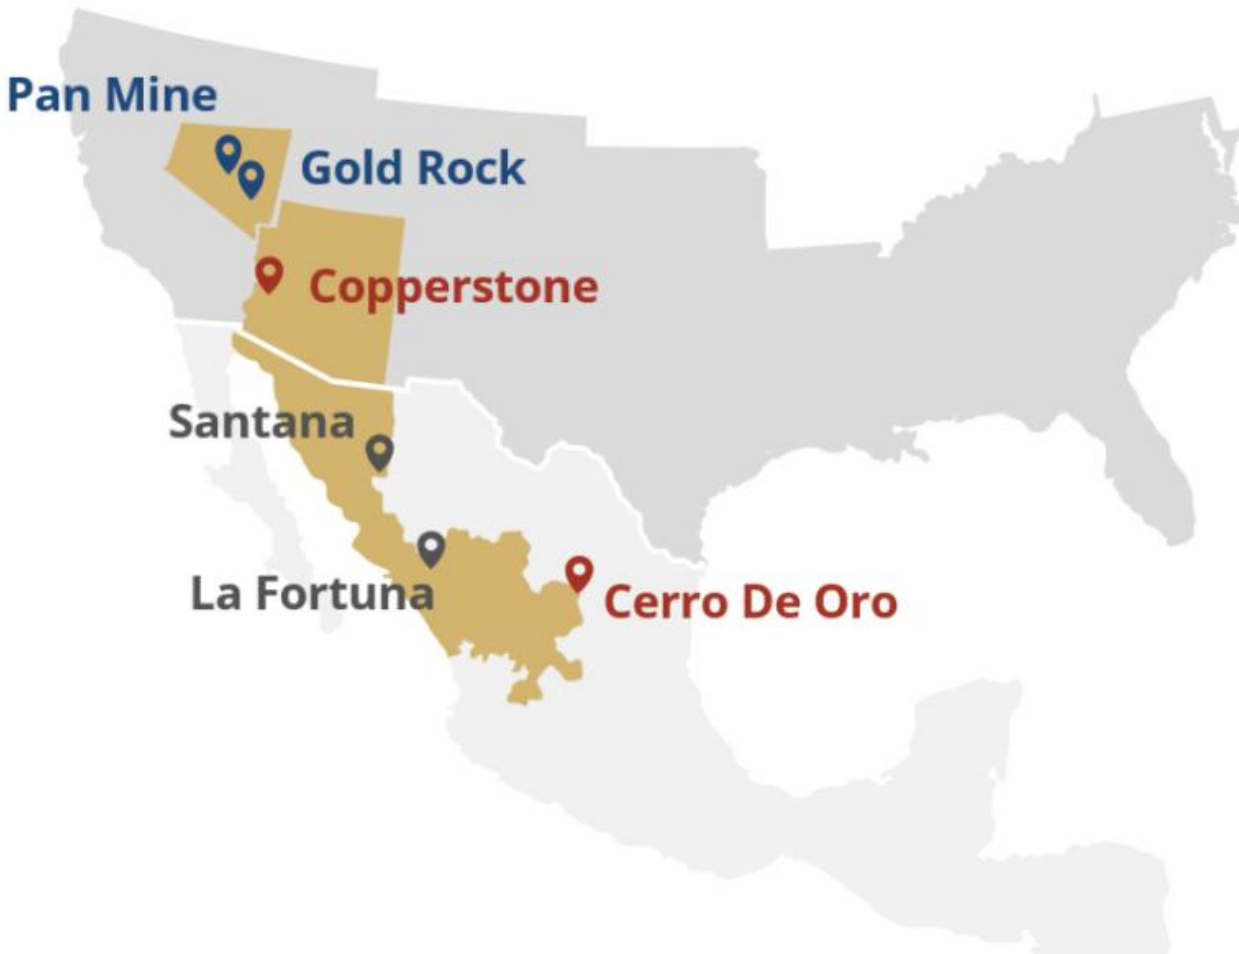 Pan Mine
Gold Rock
Copperstone
Santana
La Fortuna
Cerro De Oro